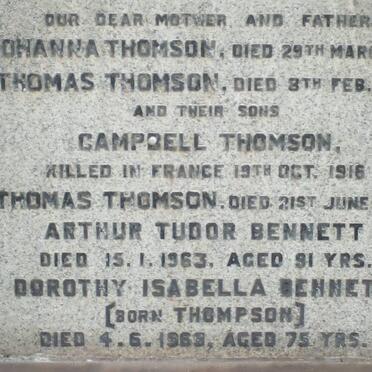 OUR DEAR MOTHER AND FATHER
OHANNA THOMSON, DIED 29TH MAR
THOMAS THOMSON, DIED 8TH FEB.
AND THEIR SONS
CAMPBELL THOMSON,
KILLED IN FRANCE 19TH OCT. 1916
THOMAS THOMSON. DIED 21ST JUNE
ARTHUR TUDOR BENNETT
DIED 15.1.1963, AGED 91 YRS.
DOROTHY ISABELLA BENNET
[BORN THOMPSON]
DIED 4.6.1963, AGED 75 YRS.